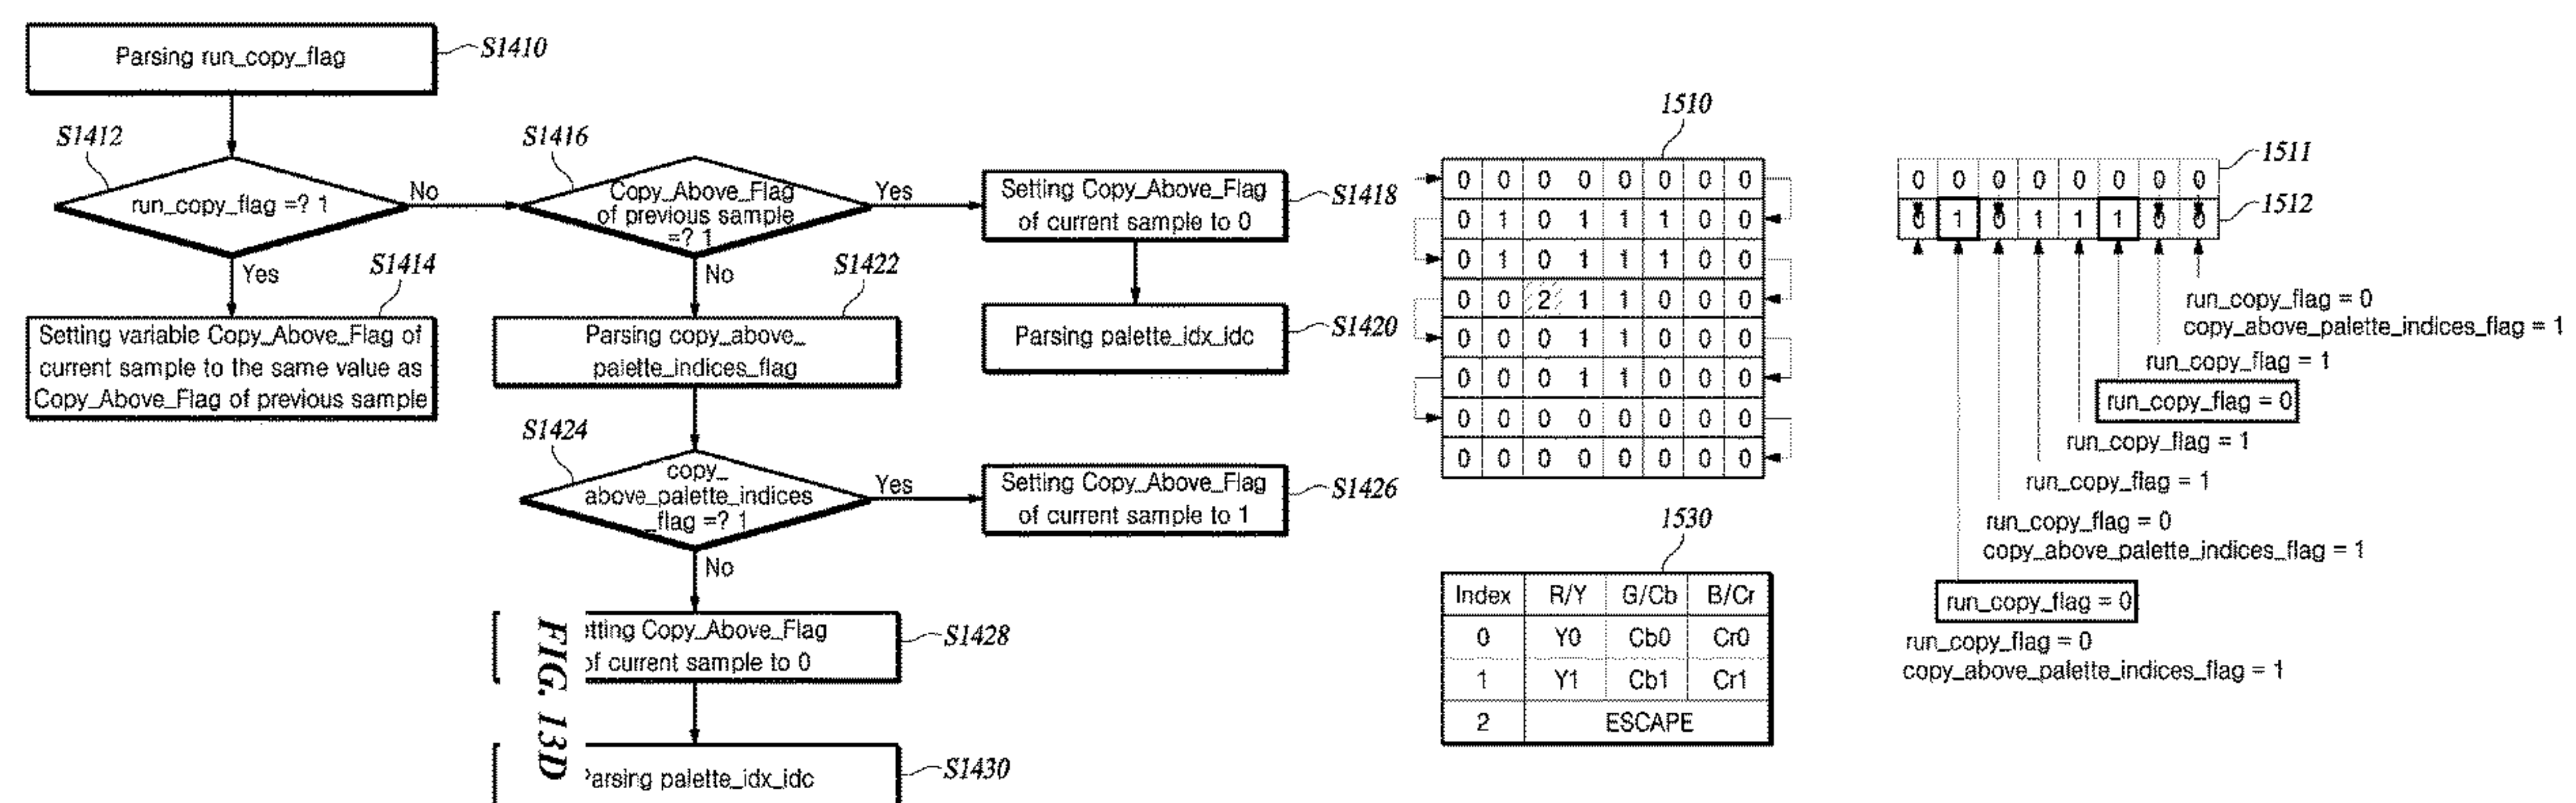 Parsing run_copy_flag
S1410
S1412
run_copy_flag =? 1
No
Yes
S1414
Setting variable Copy_Above_Flag of
current sample to the same value as
Copy_Above_Flag of previous sample
S1416
Copy_Above_Flag
of previous sample
=? 1
Yes
No
Setting Copy_Above_Flag
of current sample to 0
S1418
Parsing palette_idx_idc
S1420
S1422
Parsing copy_above_
palette_indices_flag
S1424
copy_
above_palette_indices
_flag =? 1
Yes
No
Setting Copy_Above_Flag
of current sample to 1
S1426
etting Copy_Above_Flag
of current sample to 0
S1428
Parsing palette_idx_idc
S1430
FIG. 13D
1510
0 0 0 0 0 0 0 0
0 1 0 1 1 1 0 0
0 1 0 1 1 1 0 0
0 0 2 1 1 0 0 0
0 0 0 1 1 0 0 0
0 0 0 1 1 0 0 0
0 0 0 0 0 0 0 0
0 0 0 0 0 0 0 0
1530
Index R/Y G/Cb B/Cr
0 Y0 Cb0 Cr0
1 Y1 Cb1 Cr1
2 ESCAPE
1511
0 0 0 0 0 0 0 0
1512
0 1 0 1 1 1 0 0
run_copy_flag = 0
copy_above_palette_indices_flag = 1
run_copy_flag = 1
run_copy_flag = 0
run_copy_flag = 1
run_copy_flag = 1
run_copy_flag = 0
copy_above_palette_indices_flag = 1
run_copy_flag = 0
run_copy_flag = 0
copy_above_palette_indices_flag = 1